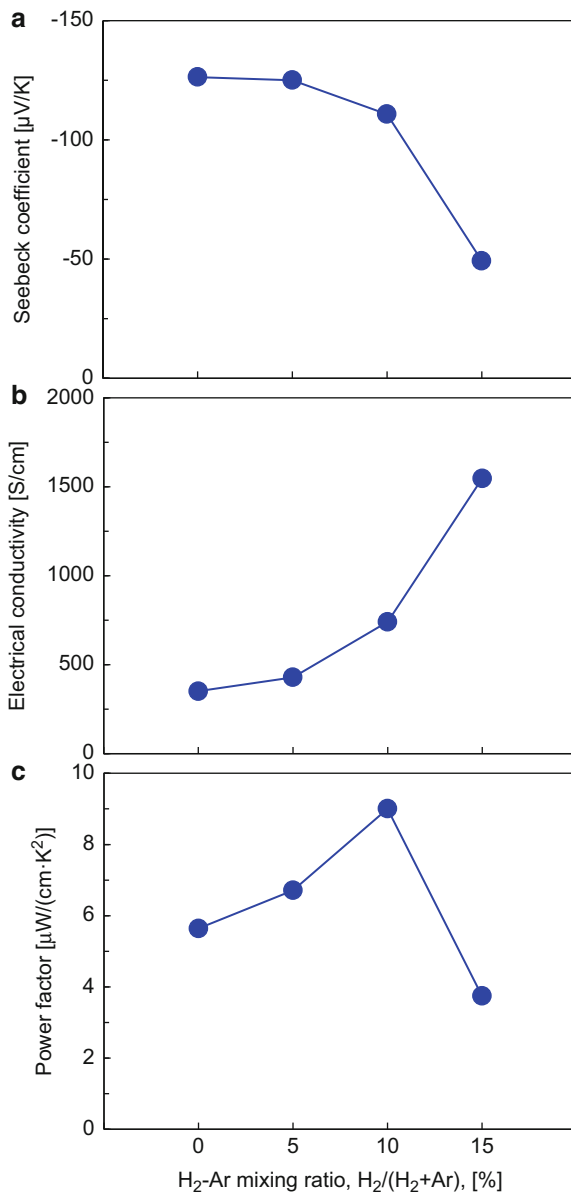 a
-150
-100
-50
0
Seebeck coefficient [µV/K]
b
2000
1500
1000
500
0
Electrical conductivity [S/cm]
c
10
8
6
4
2
0
Power factor [µW/(cm·K²)]
0 5 10 15
H₂-Ar mixing ratio, H₂/(H₂+Ar), [%]